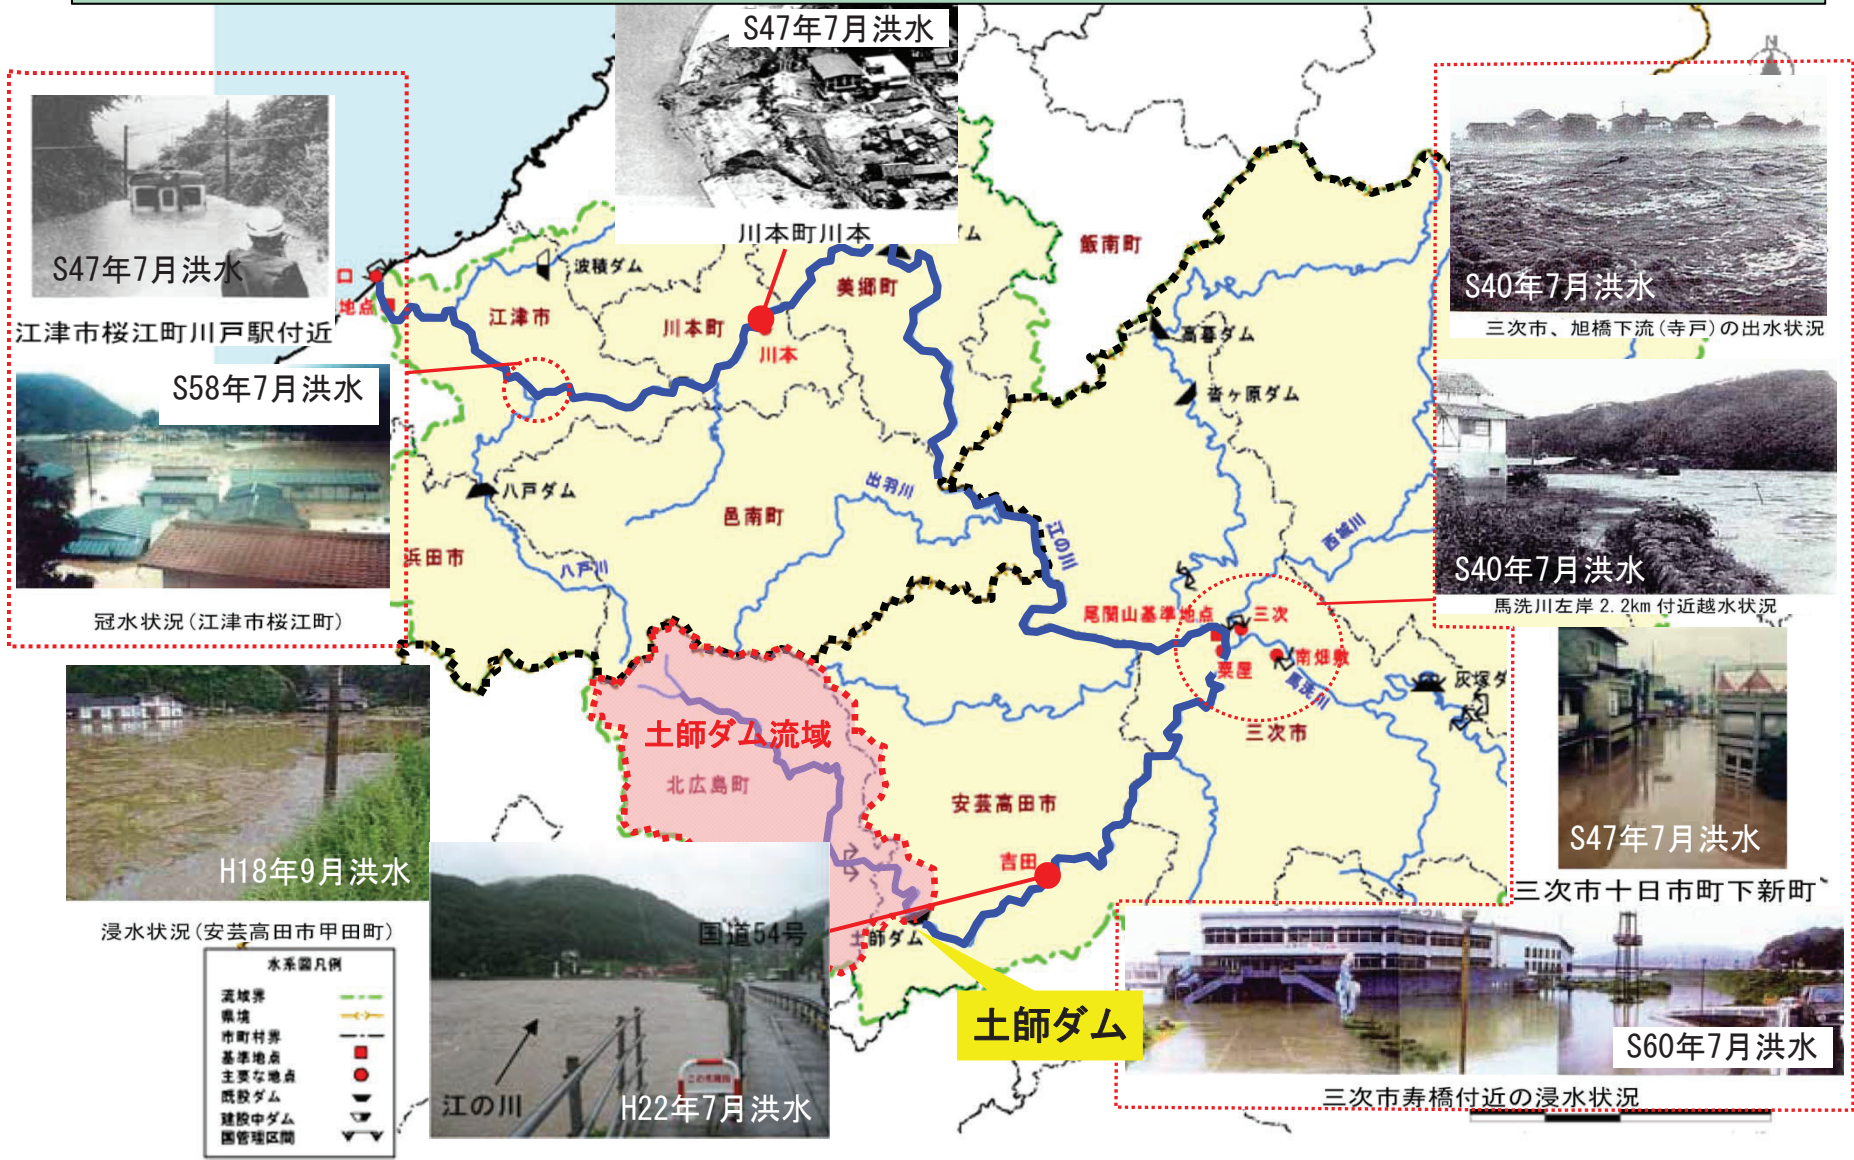 S47年7月洪水
川本町川本
S47年7月洪水
江津市桜江町川戸駅付近
S58年7月洪水
冠水状況(江津市桜江町)
N
S40年7月洪水
三次市、旭橋下流(寺戸)の出水状況
S40年7月洪水
馬洗川左岸 2.2km 付近越水状況
口
地点
波積ダム
江津市
川本町
川本
美郷町
ム
飯南町
高暮ダム
沓ヶ原ダム
八戸ダム
浜田市
八戸川
邑南町
出羽川
江の川
西城川
尾関山基準地点
三次
粟屋
南畑敷
馬洗川
灰塚ダ
三次市
土師ダム流域
北広島町
安芸高田市
吉田
土師ダム
土師ダム
H18年9月洪水
浸水状況(安芸高田市甲田町)
国道54号
江の川
H22年7月洪水
S47年7月洪水
三次市十日市町下新町
S60年7月洪水
三次市寿橋付近の浸水状況
水系図凡例
流域界
県境
市町村界
基準地点
主要な地点
既設ダム
建設中ダム
国管理区間